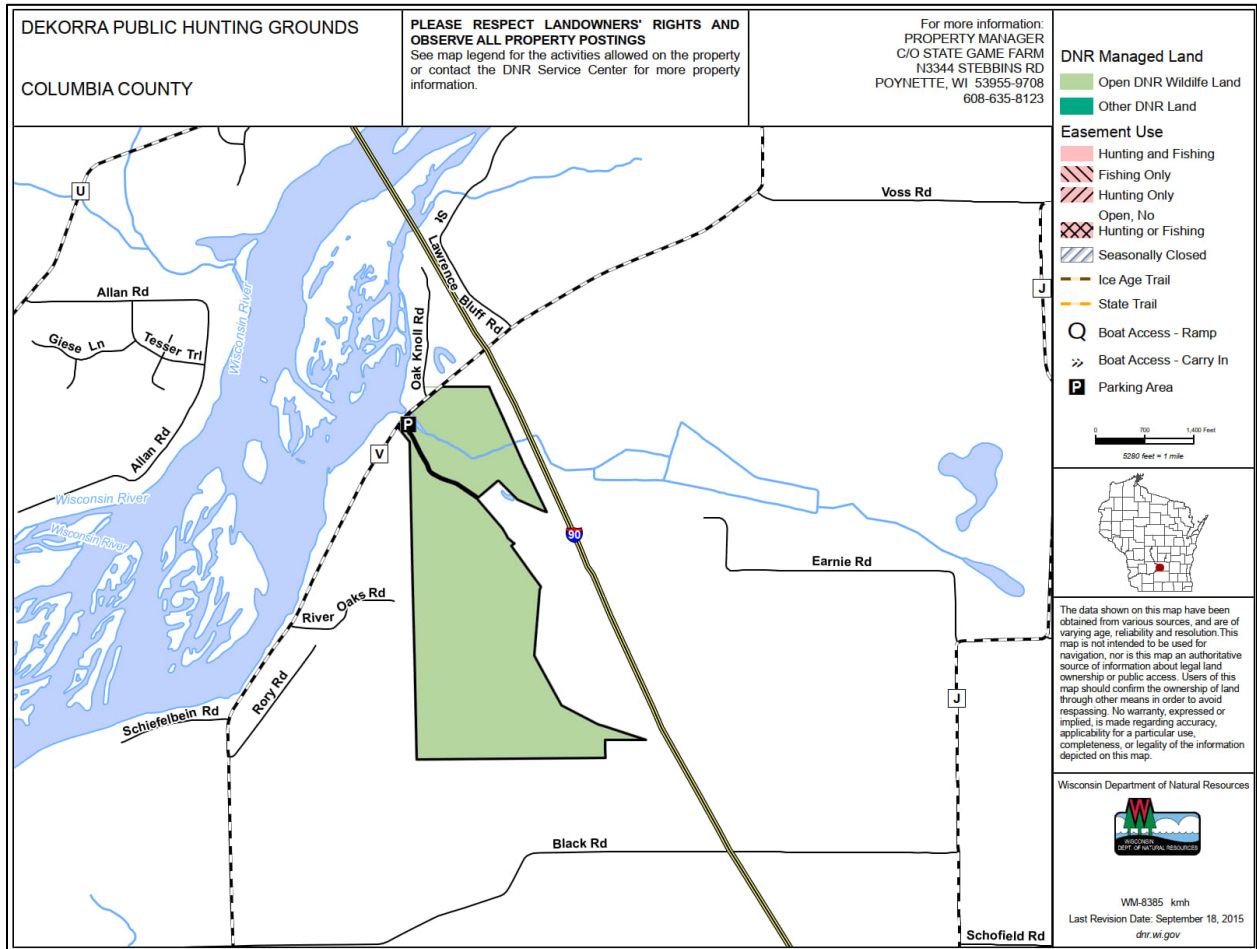 DEKORRA PUBLIC HUNTING GROUNDS
COLUMBIA COUNTY
PLEASE RESPECT LANDOWNERS' RIGHTS AND
OBSERVE ALL PROPERTY POSTINGS
See map legend for the activities allowed on the property
or contact the DNR Service Center for more property
information.
For more information:
PROPERTY MANAGER
C/O STATE GAME FARM
N3344 STEBBINS RD
POYNETTE, WI 53955-9708
608-635-8123
U
Voss Rd
St
Lawrence Bluff Rd
J
Allan Rd
Giese Ln
Tesser Trl
Wisconsin River
Oak Knoll Rd
P
V
Allan Rd
Wisconsin River
Wisconsin River
90
Earnie Rd
River Oaks Rd
Rory Rd
Schiefelbein Rd
J
Black Rd
Schofield Rd
DNR Managed Land
Open DNR Wildilfe Land
Other DNR Land
Easement Use
Hunting and Fishing
Fishing Only
Hunting Only
Open, No
Hunting or Fishing
Seasonally Closed
Ice Age Trail
State Trail
Q Boat Access - Ramp
Boat Access - Carry In
P Parking Area
0 700 1,400 Feet
5280 feet = 1 mile
The data shown on this map have been
obtained from various sources, and are of
varying age, reliability and resolution.This
map is not intended to be used for
navigation, nor is this map an authoritative
source of information about legal land
ownership or public access. Users of this
map should confirm the ownership of land
through other means in order to avoid
respassing. No warranty, expressed or
implied, is made regarding accuracy,
applicability for a particular use,
completeness, or legality of the information
depicted on this map.
Wisconsin Department of Natural Resources
W
WISCONSIN
DEPT. OF NATURAL RESOURCES
WM-8385 kmh
Last Revision Date: September 18, 2015
dnr.wi.gov